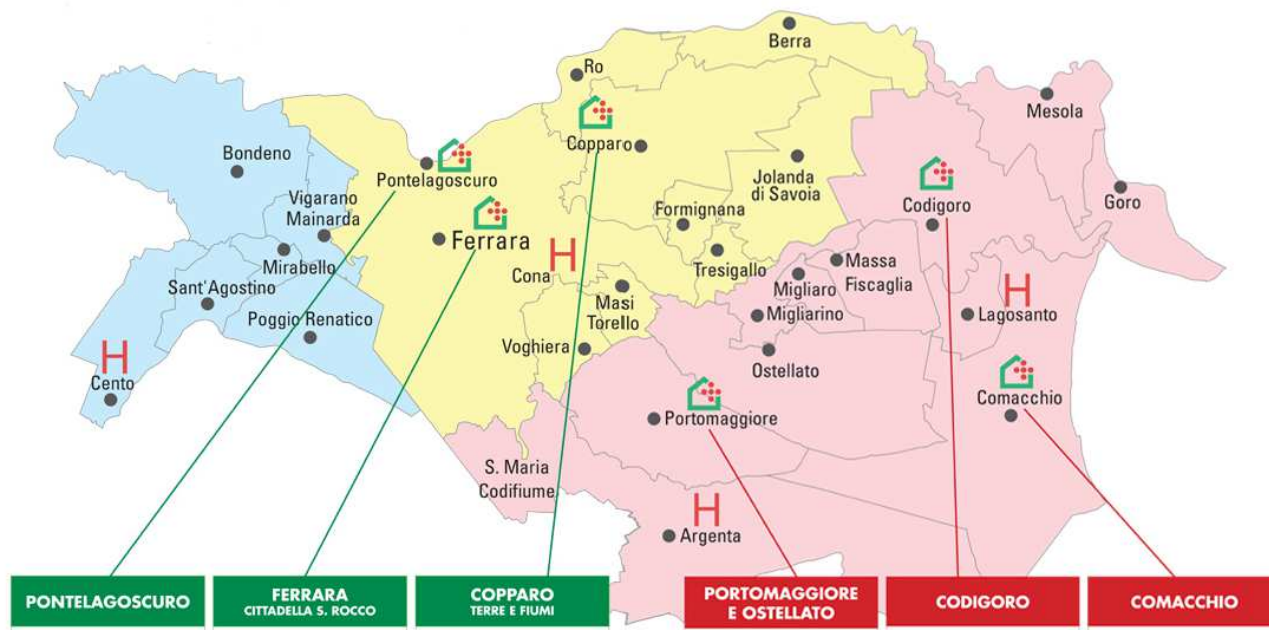 Berra
Ro
Mesola
Copparo
Bondeno
Pontelagoscuro
Jolanda
di Savoia
Vigarano
Mainarda
Formignana
Codigoro
Goro
Ferrara
Mirabello
Cona
H
Tresigallo
Massa
Fiscaglia
Sant'Agostino
Masi
Torello
Migliaro
H
Poggio Renatico
Migliarino
Lagosanto
Voghiera
H
Cento
Ostellato
Comacchio
Portomaggiore
S. Maria
Codifiume
H
Argenta
PONTELAGOSCURO
FERRARA
CITTADELLA S. ROCCO
COPPARO
TERRE E FIUMI
PORTOMAGGIORE
E OSTELLATO
CODIGORO
COMACCHIO